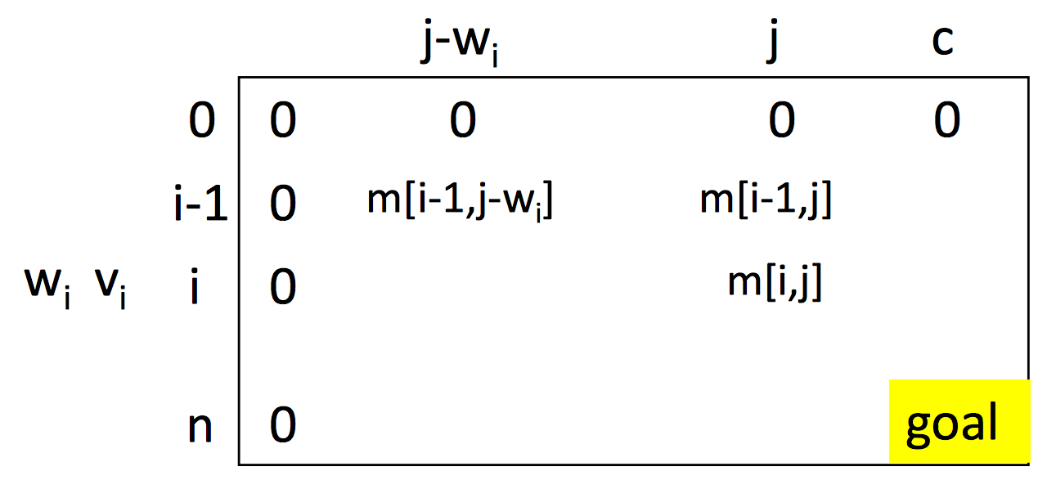 j-wᵢ j c
0 0 0 0 0
i-1 0 m[i-1,j-wᵢ] m[i-1,j]
wᵢ vᵢ i 0 m[i,j]
n 0 goal